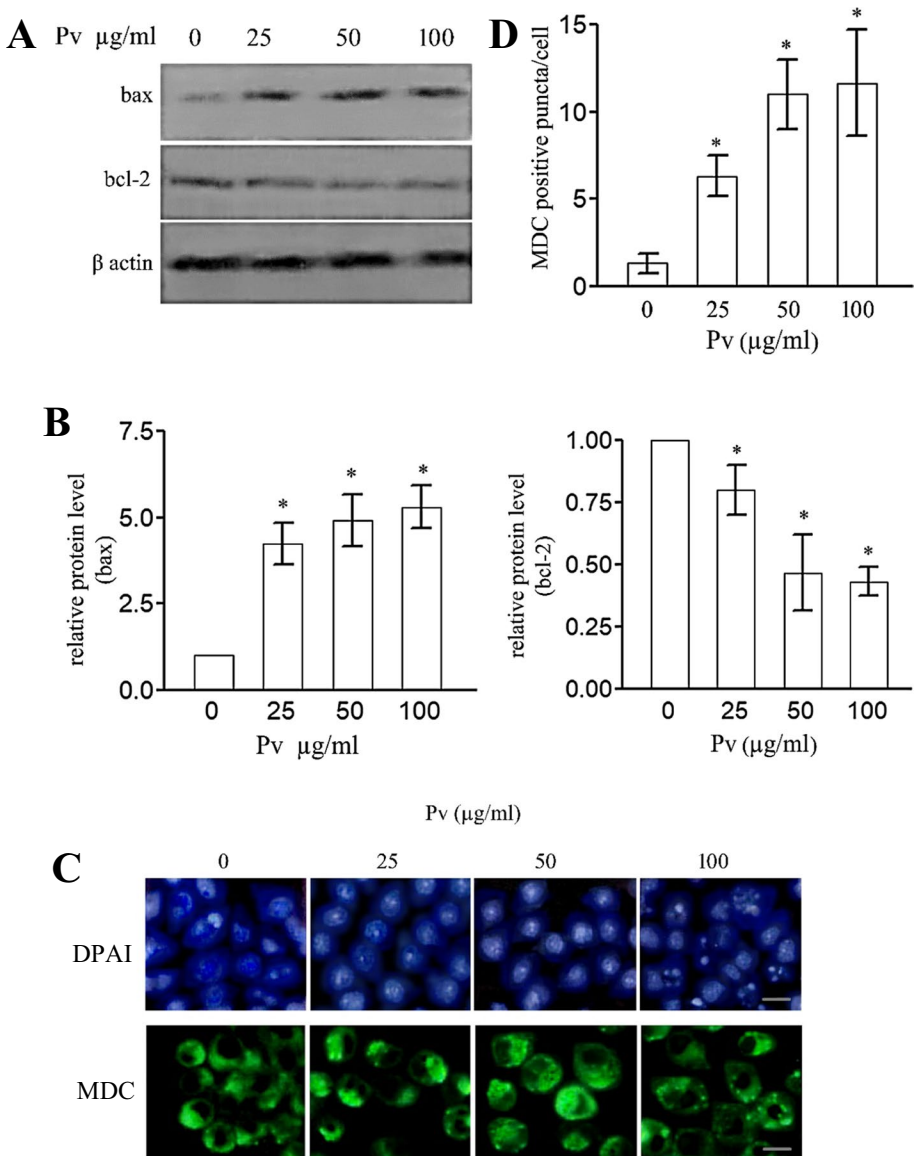 A
Pv µg/ml 0 25 50 100
bax
bcl-2
β actin
D
MDC positive puncta/cell
15
10
5
0
*
*
*
0 25 50 100
Pv (µg/ml)
B
relative protein level
(bax)
7.5
5.0
2.5
0.0
*
*
*
0 25 50 100
Pv µg/ml
relative protein level
(bcl-2)
1.00
0.75
0.50
0.25
0.00
*
*
*
0 25 50 100
Pv (µg/ml)
C
Pv (µg/ml)
0 25 50 100
DPAI
MDC